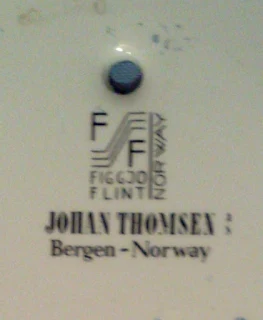 F
F
FIGGJO
FLINT
NORWAY
JOHAN THOMSEN A/S
Bergen - Norway